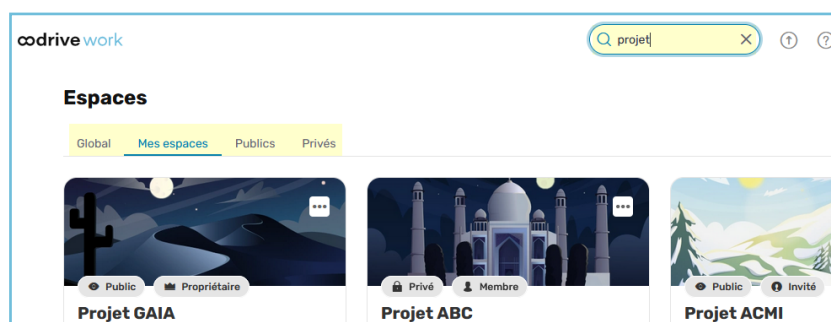 oodrive work
projet
Espaces
Global Mes espaces Publics Privés
Public Propriétaire
Privé Membre
Public Invité
Projet GAIA
Projet ABC
Projet ACMI